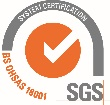 SYSTEM CERTIFICATION
BS OHSAS 18001
SGS